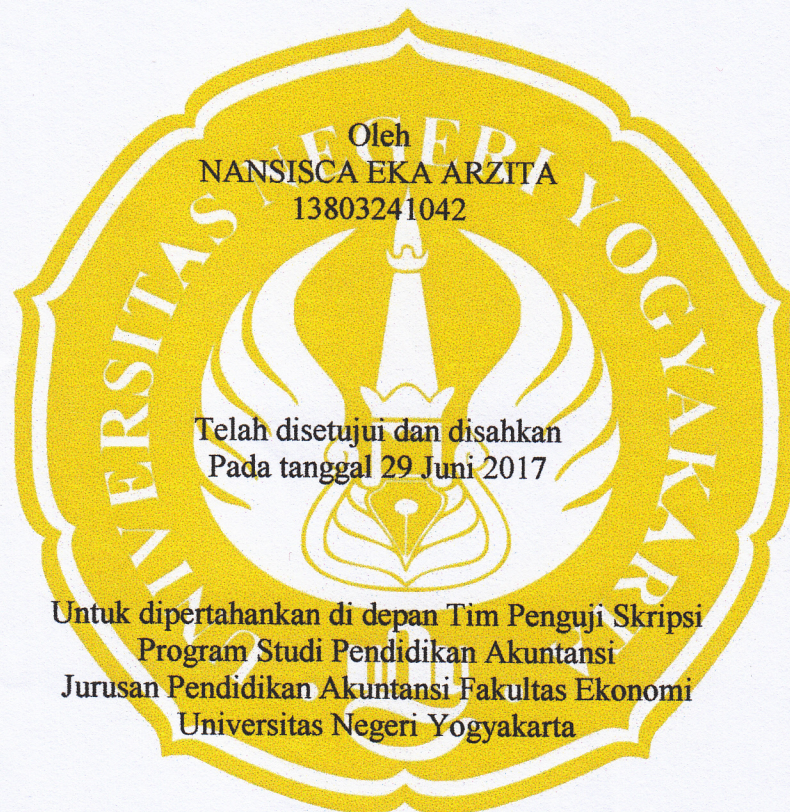 Oleh
NANSISCA EKA ARZITA
13803241042
Telah disetujui dan disahkan
Pada tanggal 29 Juni 2017
Untuk dipertahankan di depan Tim Penguji Skripsi
Program Studi Pendidikan Akuntansi
Jurusan Pendidikan Akuntansi Fakultas Ekonomi
Universitas Negeri Yogyakarta
UNIVERSITAS NEGERI YOGYAKARTA